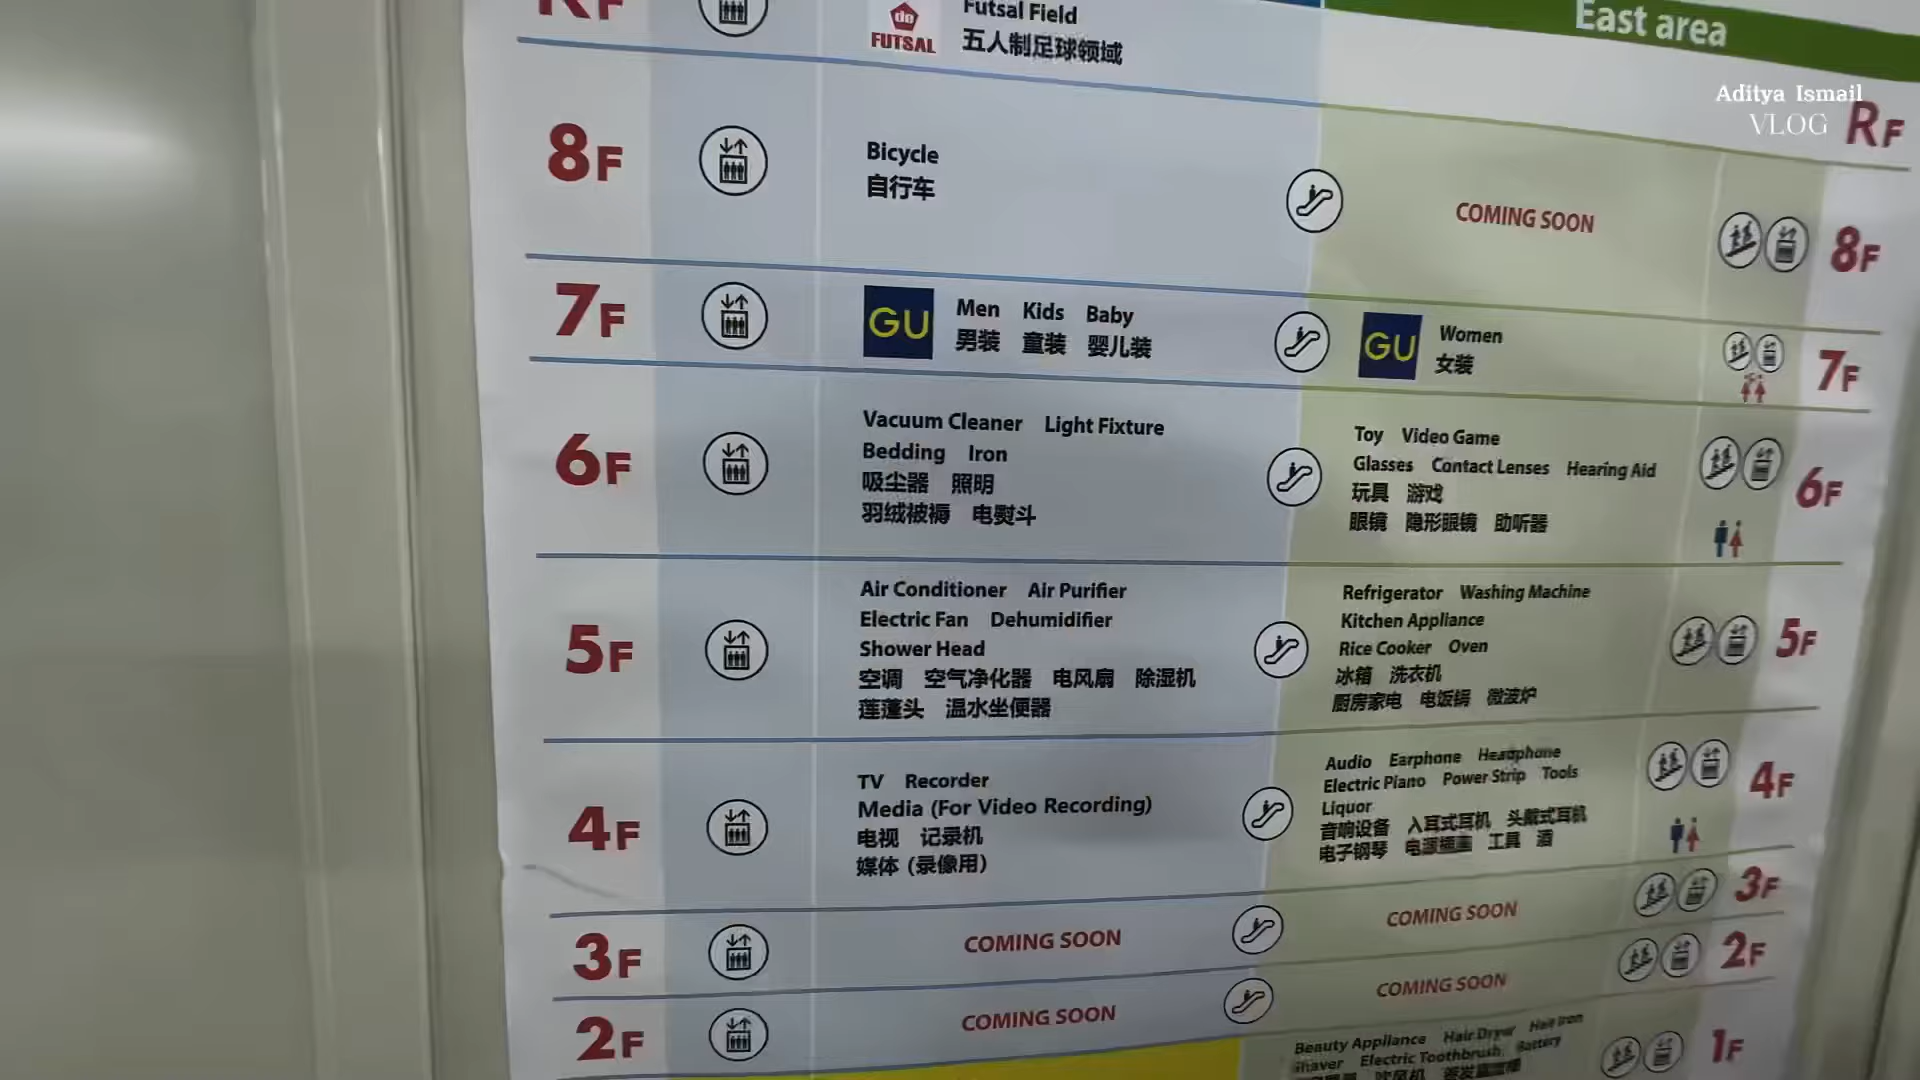 RF
de
FUTSAL
Futsal Field
五人制足球领域
East area
Aditya Ismail
VLOG
RF
8F
Bicycle
自行车
COMING SOON
8F
7F
GU
Men Kids Baby
男装 童装 婴儿装
GU
Women
女装
7F
6F
Vacuum Cleaner Light Fixture
Bedding Iron
吸尘器 照明
羽绒被褥 电熨斗
Toy Video Game
Glasses Contact Lenses Hearing Aid
玩具 游戏
眼镜 隐形眼镜 助听器
6F
5F
Air Conditioner Air Purifier
Electric Fan Dehumidifier
Shower Head
空调 空气净化器 电风扇 除湿机
莲蓬头 温水坐便器
Refrigerator Washing Machine
Kitchen Appliance
Rice Cooker Oven
冰箱 洗衣机
厨房家电 电饭锅 微波炉
5F
4F
TV Recorder
Media (For Video Recording)
电视 记录机
媒体 (录像用)
Audio Earphone Headphone
Electric Piano Power Strip Tools
Liquor
音响设备 入耳式耳机 头戴式耳机
电子钢琴 工具 酒
4F
3F
COMING SOON
COMING SOON
3F
2F
COMING SOON
COMING SOON
2F
Beauty Appliance Hair Dryer Hair Iron
Shaver Electric Toothbrush Battery
1F